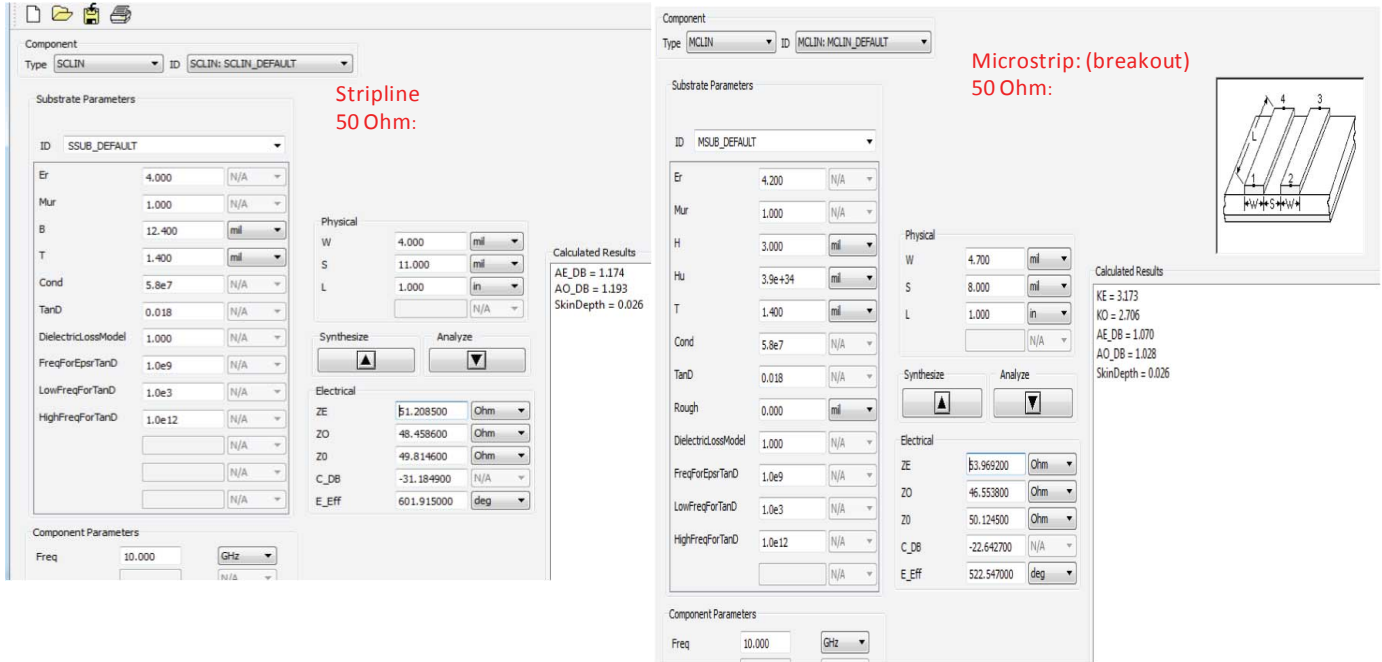 Component
Type SCLIN ID SCLIN: SCLIN_DEFAULT
Substrate Parameters
ID SSUB_DEFAULT
Er 4.000 N/A
Mur 1.000 N/A
B 12.400 mil
T 1.400 mil
Cond 5.8e7 N/A
TanD 0.018 N/A
DielectricLossModel 1.000 N/A
FreqForEpsrTanD 1.0e9 N/A
LowFreqForTanD 1.0e3 N/A
HighFreqForTanD 1.0e12 N/A
N/A
N/A
N/A
Component Parameters
Freq 10.000 GHz
N/A
Stripline
50 Ohm:
Physical
W 4.000 mil
S 11.000 mil
L 1.000 in
N/A
Synthesize Analyze
Electrical
ZE 51.208500 Ohm
ZO 48.458600 Ohm
Z0 49.814600 Ohm
C_DB -31.184900 N/A
E_Eff 601.915000 deg
Calculated Results
AE_DB = 1.174
AO_DB = 1.193
SkinDepth = 0.026
Component
Type MCLIN ID MCLIN: MCLIN_DEFAULT
Substrate Parameters
ID MSUB_DEFAULT
Er 4.200 N/A
Mur 1.000 N/A
H 3.000 mil
Hu 3.9e+34 mil
T 1.400 mil
Cond 5.8e7 N/A
TanD 0.018 N/A
Rough 0.000 mil
DielectricLossModel 1.000 N/A
FreqForEpsrTanD 1.0e9 N/A
LowFreqForTanD 1.0e3 N/A
HighFreqForTanD 1.0e12 N/A
N/A
Component Parameters
Freq 10.000 GHz
Microstrip: (breakout)
50 Ohm:
4 3
L
1 2
W S W
Physical
W 4.700 mil
S 8.000 mil
L 1.000 in
N/A
Synthesize Analyze
Electrical
ZE 53.969200 Ohm
ZO 46.553800 Ohm
Z0 50.124500 Ohm
C_DB -22.642700 N/A
E_Eff 522.547000 deg
Calculated Results
KE = 3.173
KO = 2.706
AE_DB = 1.070
AO_DB = 1.028
SkinDepth = 0.026